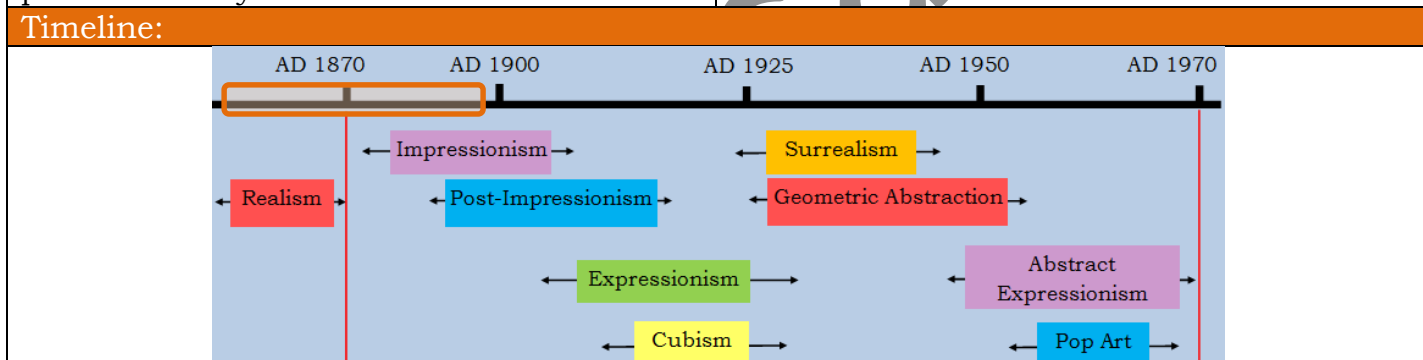 Timeline:
AD 1870 AD 1900 AD 1925 AD 1950 AD 1970
Impressionism Surrealism
Realism Post-Impressionism Geometric Abstraction
Expressionism Abstract
Expressionism
Cubism Pop Art